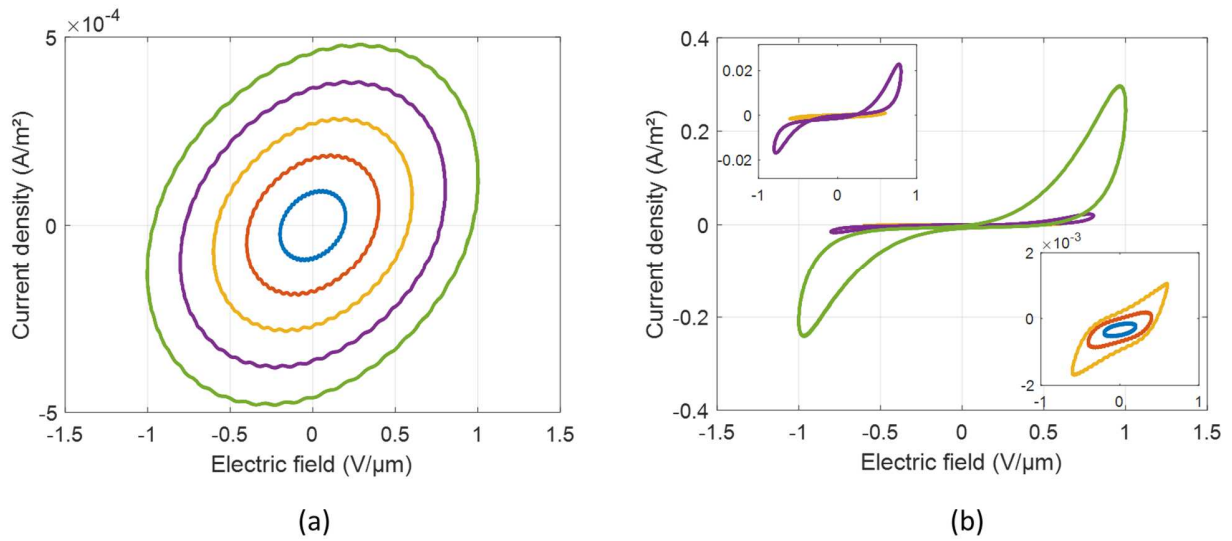 ×10⁻⁴
5
0
-5
Current density (A/m²)
-1.5 -1 -0.5 0 0.5 1 1.5
Electric field (V/µm)
(a)
0.4
0.2
0
-0.2
-0.4
Current density (A/m²)
0.02
0
-0.02
-1 0 1
×10⁻³
2
0
-2
-1 0 1
-1.5 -1 -0.5 0 0.5 1 1.5
Electric field (V/µm)
(b)